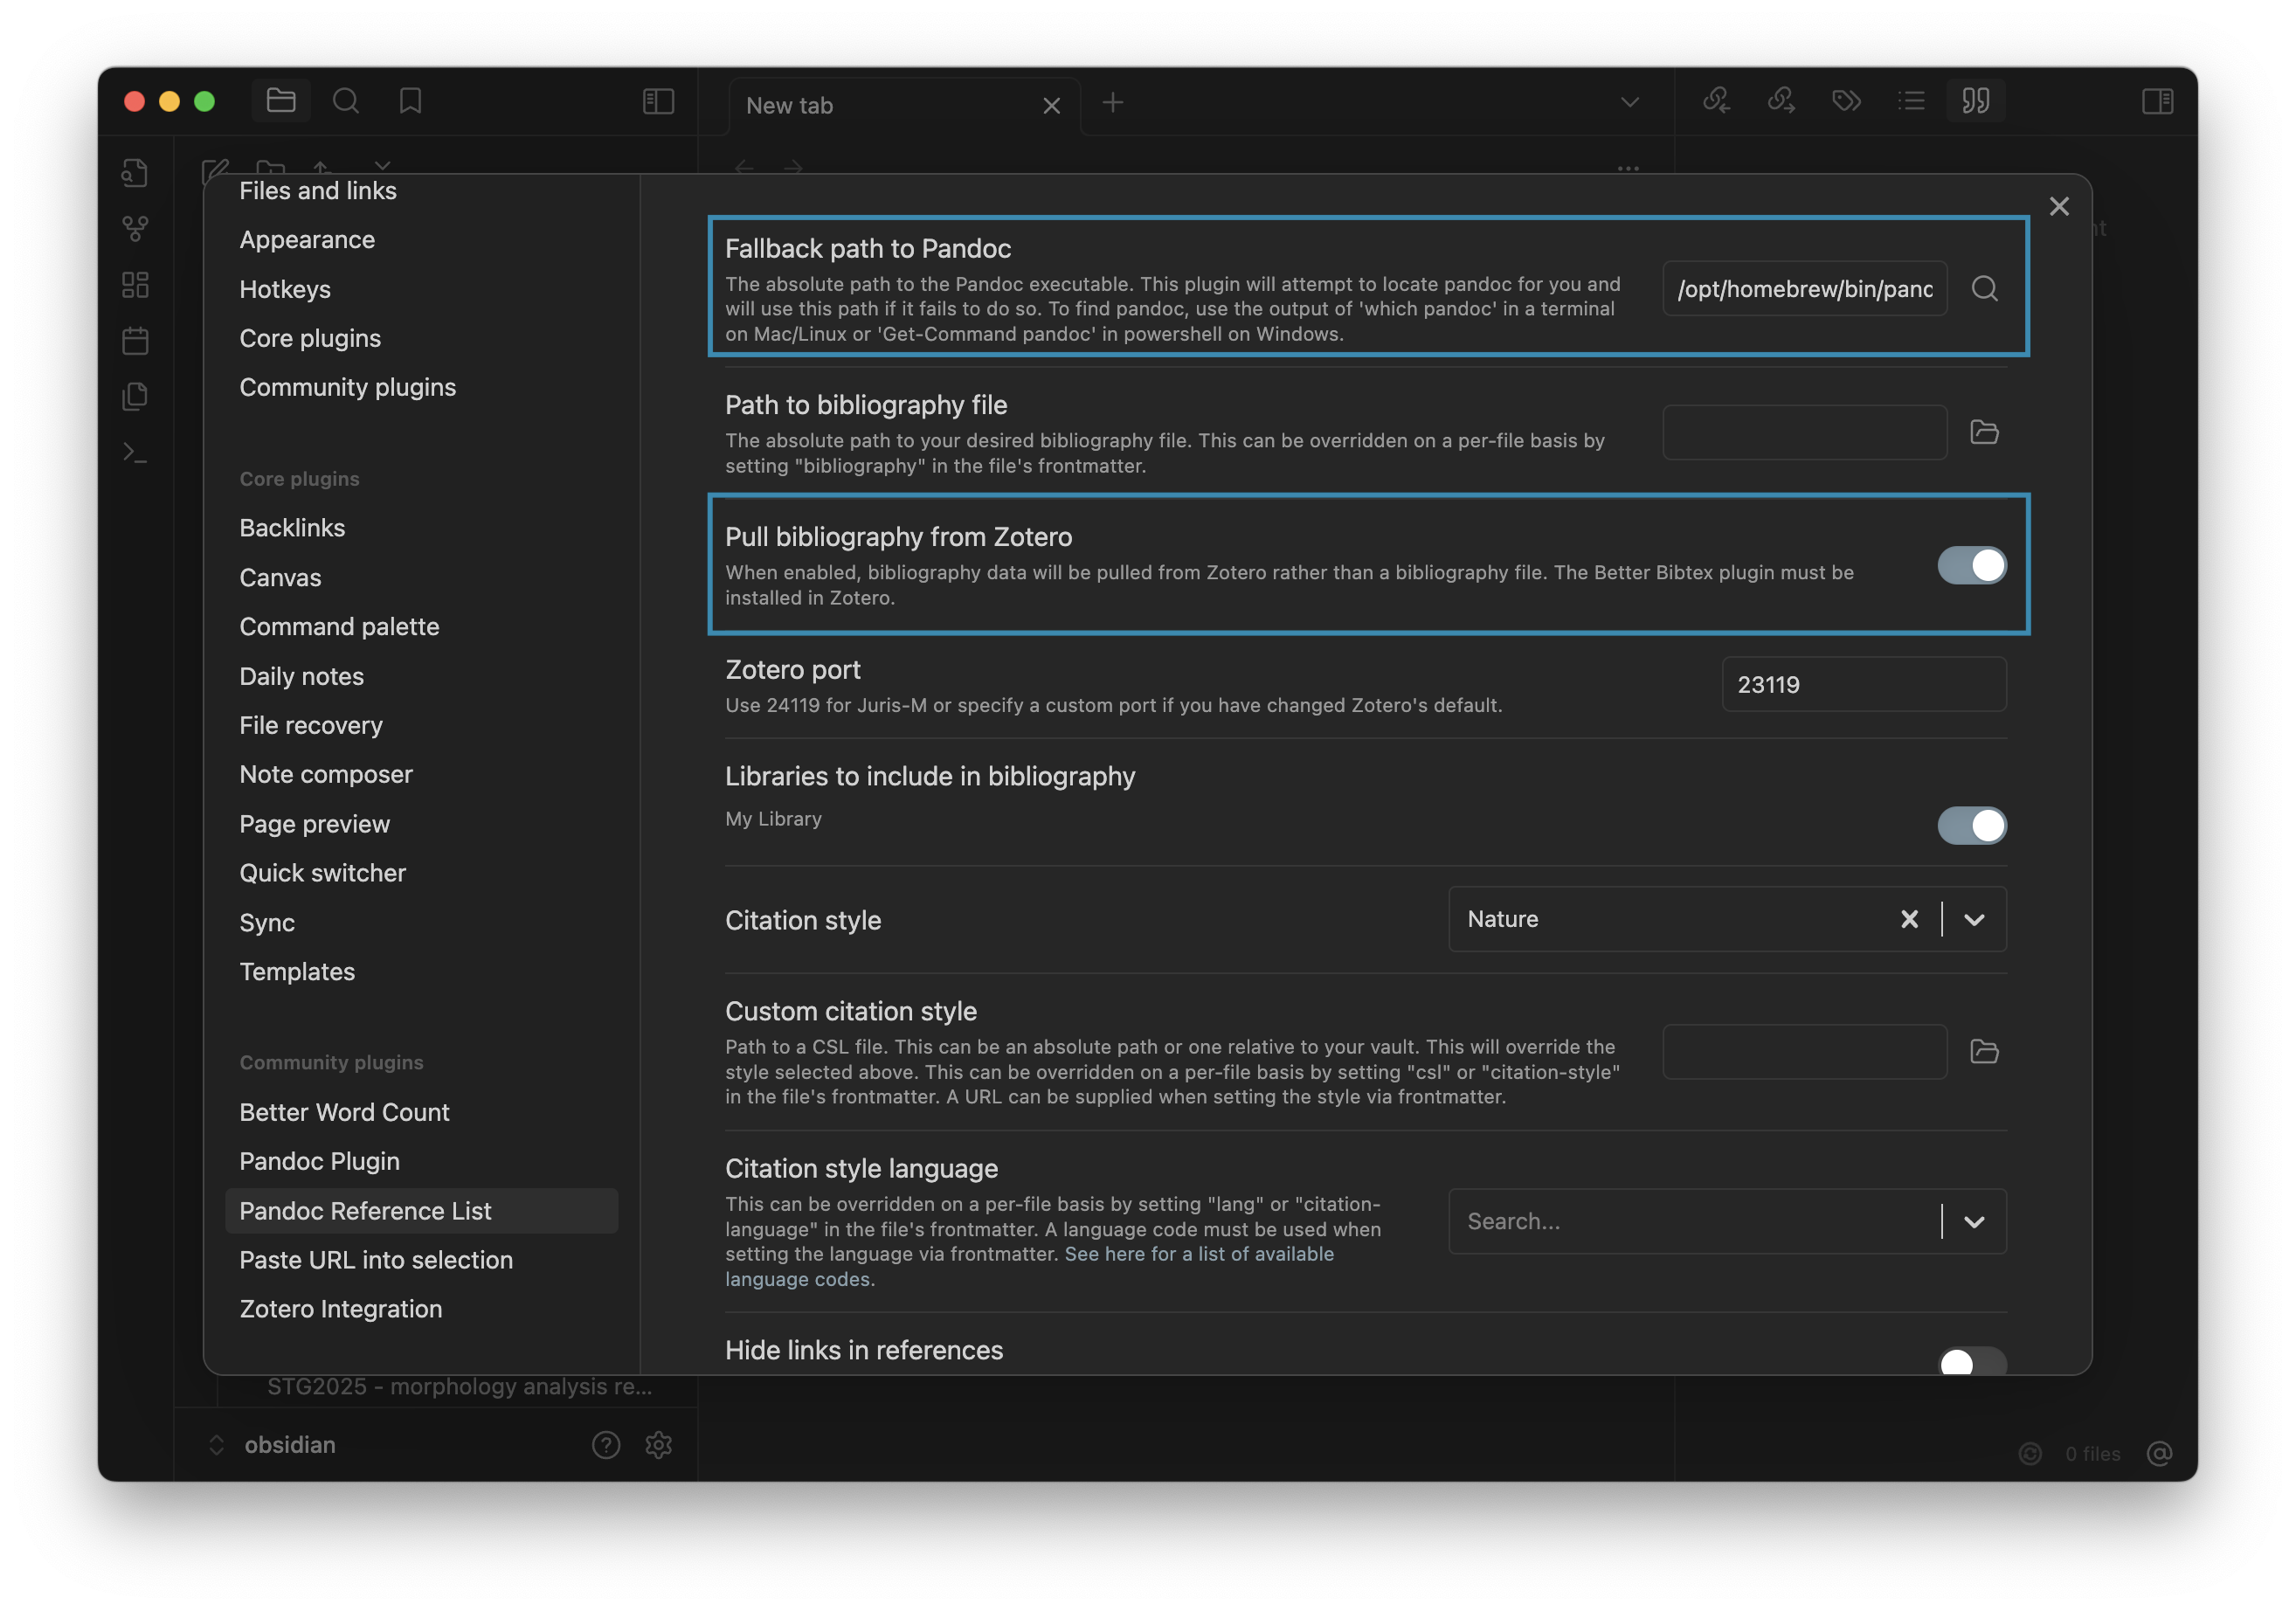 New tab
Files and links
Appearance
Hotkeys
Core plugins
Community plugins
Core plugins
Backlinks
Canvas
Command palette
Daily notes
File recovery
Note composer
Page preview
Quick switcher
Sync
Templates
Community plugins
Better Word Count
Pandoc Plugin
Pandoc Reference List
Paste URL into selection
Zotero Integration
Fallback path to Pandoc
The absolute path to the Pandoc executable. This plugin will attempt to locate pandoc for you and
will use this path if it fails to do so. To find pandoc, use the output of 'which pandoc' in a terminal
on Mac/Linux or 'Get-Command pandoc' in powershell on Windows.
/opt/homebrew/bin/panc
Path to bibliography file
The absolute path to your desired bibliography file. This can be overridden on a per-file basis by
setting "bibliography" in the file's frontmatter.
Pull bibliography from Zotero
When enabled, bibliography data will be pulled from Zotero rather than a bibliography file. The Better Bibtex plugin must be
installed in Zotero.
Zotero port
Use 24119 for Juris-M or specify a custom port if you have changed Zotero's default.
23119
Libraries to include in bibliography
My Library
Citation style
Nature
Custom citation style
Path to a CSL file. This can be an absolute path or one relative to your vault. This will override the
style selected above. This can be overridden on a per-file basis by setting "csl" or "citation-style"
in the file's frontmatter. A URL can be supplied when setting the style via frontmatter.
Citation style language
This can be overridden on a per-file basis by setting "lang" or "citation-
language" in the file's frontmatter. A language code must be used when
setting the language via frontmatter. See here for a list of available
language codes.
Search...
Hide links in references
STG2025 - morphology analysis re...
obsidian
0 files